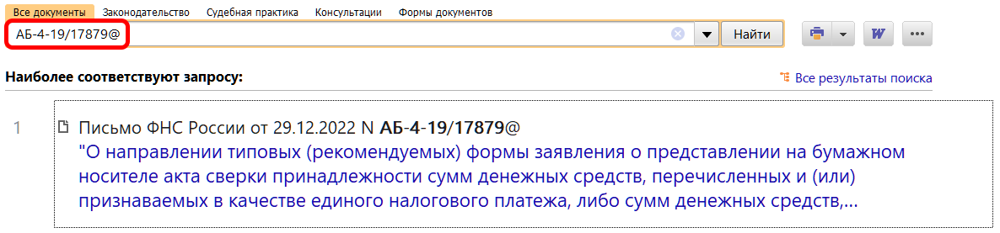 Все документы Законодательство Судебная практика Консультации Формы документов
АБ-4-19/17879@ Найти W
Наиболее соответствуют запросу: Все результаты поиска
1 Письмо ФНС России от 29.12.2022 N АБ-4-19/17879@
"О направлении типовых (рекомендуемых) формы заявления о представлении на бумажном
носителе акта сверки принадлежности сумм денежных средств, перечисленных и (или)
признаваемых в качестве единого налогового платежа, либо сумм денежных средств,...